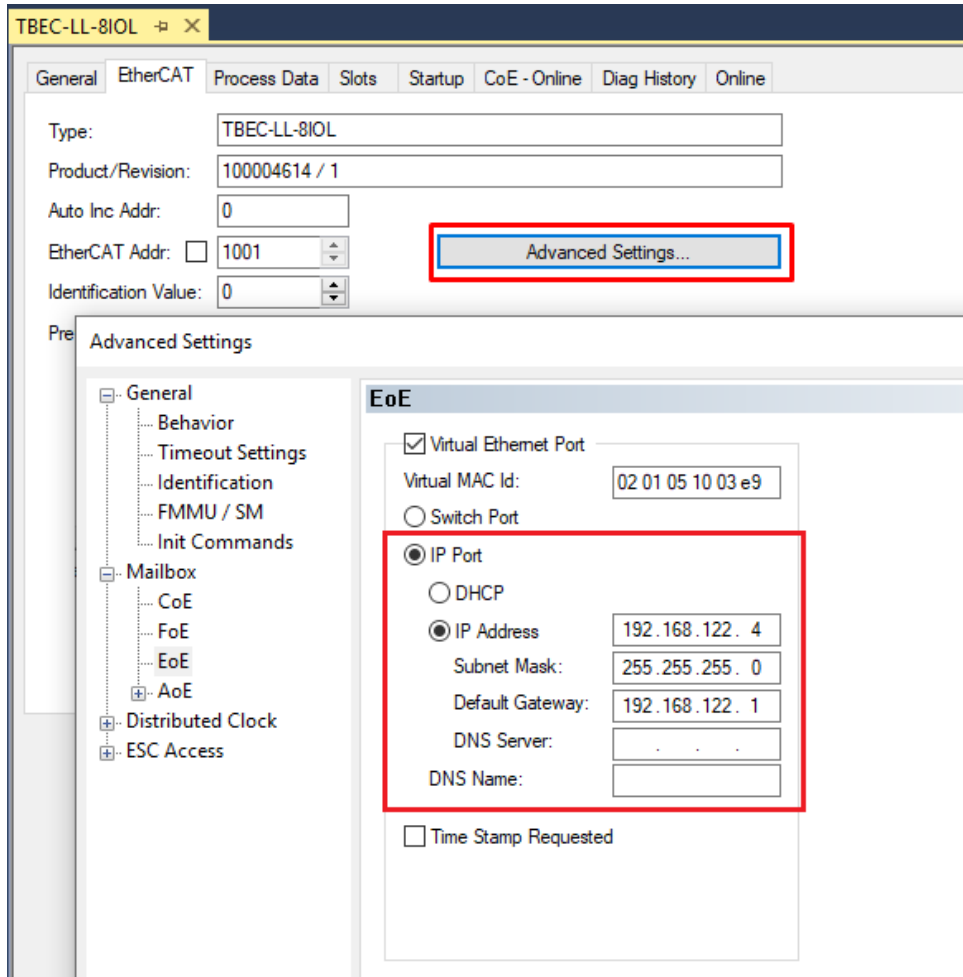 TBEC-LL-8IOL
General EtherCAT Process Data Slots Startup CoE - Online Diag History Online
Type: TBEC-LL-8IOL
Product/Revision: 100004614 / 1
Auto Inc Addr: 0
EtherCAT Addr: 1001 Advanced Settings...
Identification Value: 0
Pre
Advanced Settings
General
Behavior
Timeout Settings
Identification
FMMU / SM
Init Commands
Mailbox
CoE
FoE
EoE
AoE
Distributed Clock
ESC Access
EoE
Virtual Ethernet Port
Virtual MAC Id: 02 01 05 10 03 e9
Switch Port
IP Port
DHCP
IP Address 192.168.122. 4
Subnet Mask: 255.255.255. 0
Default Gateway: 192.168.122. 1
DNS Server: . . .
DNS Name:
Time Stamp Requested